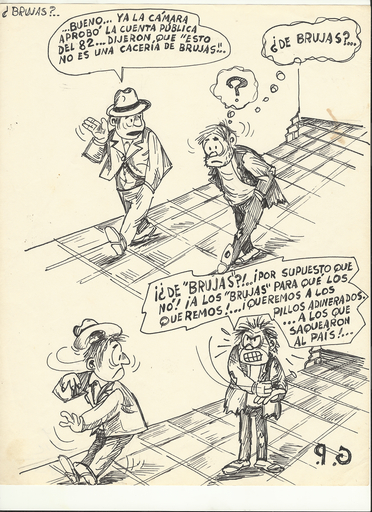 ¿BRUJAS?..
...BUENO... YA LA CÁMARA
APROBÓ LA CUENTA PÚBLICA
DEL 82... DIJERON, QUE "ESTO
NO ES UNA CACERÍA DE BRUJAS"...
¿DE BRUJAS?...
?
¡¿DE "BRUJAS"?!...¡POR SUPUESTO QUE
NO! ¡A LOS "BRUJAS" PARA QUE LOS
QUEREMOS!...¡QUEREMOS A LOS
PILLOS ADINERADOS.
...A LOS QUE
SAQUEARON
AL PAÍS!...
G. P.